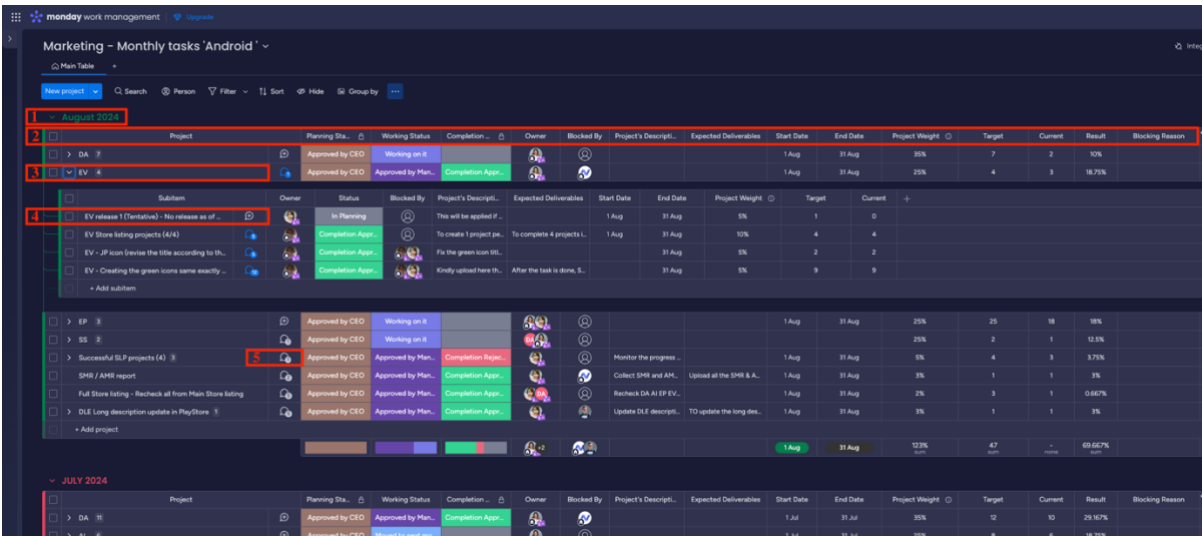 monday work management Upgrade
Marketing - Monthly tasks 'Android '
Main Table +
New project Search Person Filter Sort Hide Group by ...
1 August 2024
2 Project Planning Sta... Working Status Completion ... Owner Blocked By Project's Descripti... Expected Deliverables Start Date End Date Project Weight Target Current Result Blocking Reason
DA 7 Approved by CEO Working on it 1 Aug 31 Aug 35% 7 2 10%
3 EV 4 Approved by CEO Approved by Man... Completion Appr... 1 Aug 31 Aug 25% 4 3 18.75%
Subitem Owner Status Blocked By Project's Descripti... Expected Deliverables Start Date End Date Project Weight Target Current +
4 EV release 1 (Tentative) - No release as of ... In Planning This will be applied if ... 1 Aug 31 Aug 5% 1 0
EV Store listing projects (4/4) Completion Appr... To create 1 project pe... To complete 4 projects i... 1 Aug 31 Aug 10% 4 4
EV - JP icon (revise the title according to th... Completion Appr... Fix the green icon titl... 31 Aug 5% 2 2
EV - Creating the green icons same exactly ... Completion Appr... Kindly upload here th... After the task is done, S... 31 Aug 5% 9 9
+ Add subitem
EP 3 Approved by CEO Working on it 1 Aug 31 Aug 25% 25 18 18%
SS 2 Approved by CEO Working on it 25% 2 1 12.5%
Successful SLP projects (4) 3 5 Approved by CEO Approved by Man... Completion Rejec... Monitor the progress ... 1 Aug 31 Aug 5% 4 3 3.75%
SMR / AMR report Approved by CEO Approved by Man... Completion Appr... Collect SMR and AM... Upload all the SMR & A... 1 Aug 31 Aug 3% 1 1 3%
Full Store listing - Recheck all from Main Store listing Approved by CEO Approved by Man... Completion Appr... DA Racheck DA AI EP EV... 1 Aug 31 Aug 2% 3 1 0.667%
DLE Long description update in PlayStore 1 Approved by CEO Approved by Man... Completion Appr... Update DLE descripti... TO update the long des... 1 Aug 31 Aug 3% 1 1 3%
+ Add project
+2 1 Aug 31 Aug 123% sum 47 sum - none 69.667% sum
JULY 2024
Project Planning Sta... Working Status Completion ... Owner Blocked By Project's Descripti... Expected Deliverables Start Date End Date Project Weight Target Current Result Blocking Reason
DA 11 Approved by CEO Approved by Man... Completion Appr... 1 Jul 31 Jul 35% 12 10 29.167%